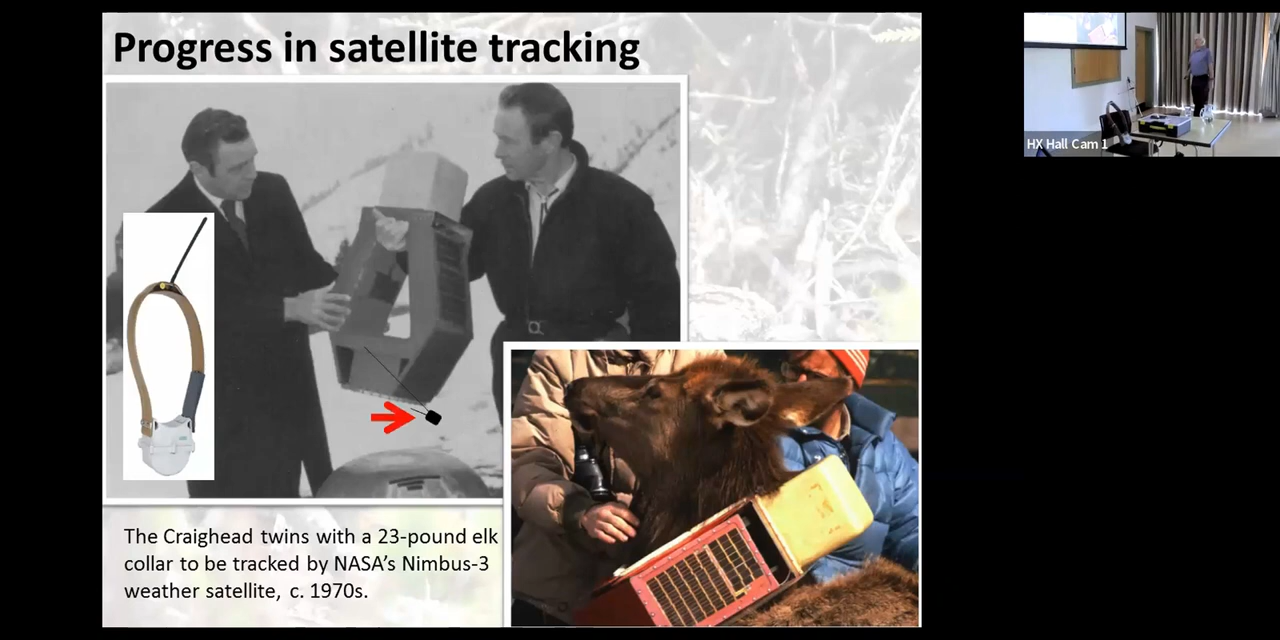 Progress in satellite tracking
HX Hall Cam 1
The Craighead twins with a 23-pound elk
collar to be tracked by NASA's Nimbus-3
weather satellite, c. 1970s.